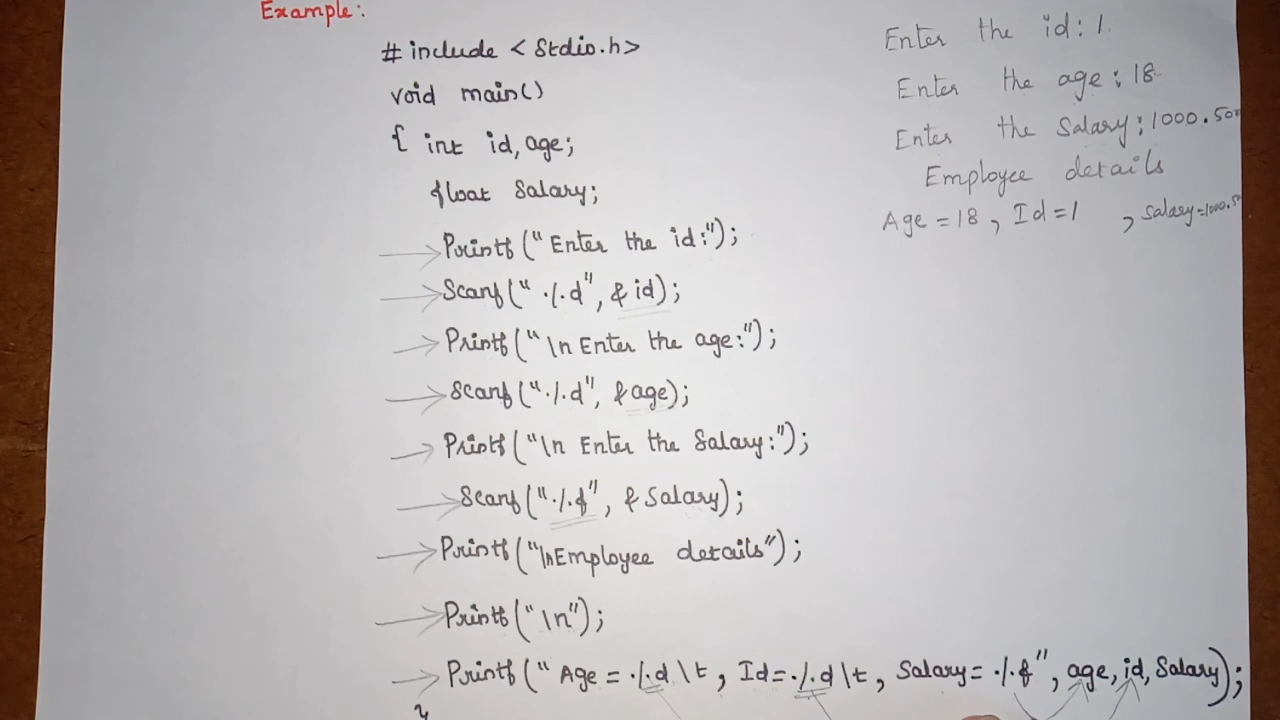 Example:
# include < Stdio.h>
void main()
{ int id, age;
float Salary;
Printf ("Enter the id:");
Scanf (" %d", & id);
Printf ("\n Enter the age:");
Scanf ("%d", & age);
Printf ("\n Enter the Salary:");
Scanf ("%f", & Salary);
Printf ("\nEmployee details");
Printf ("\n");
Printf (" Age = %d \t, Id= %d \t, Salary= %f", age, id, Salary);
}
Enter the id: 1
Enter the age: 18
Enter the Salary: 1000.500
Employee details
Age = 18 , Id = 1 , Salary=1000.5